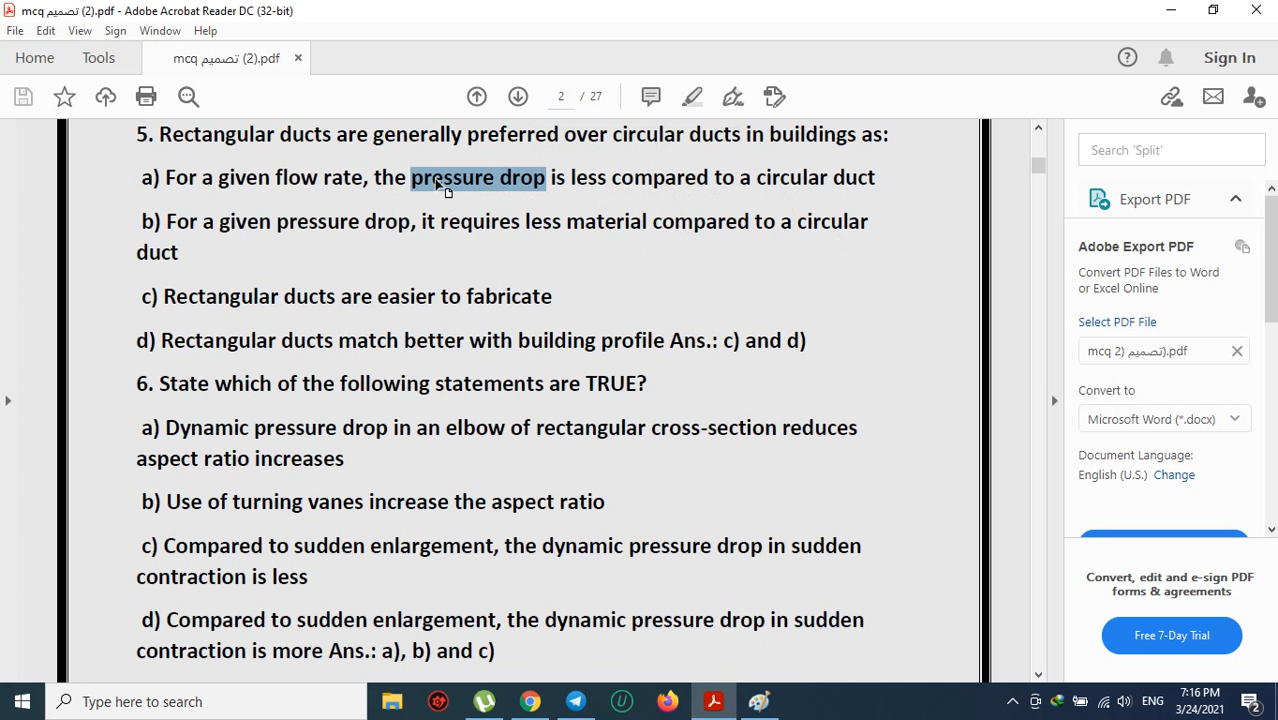 mcq تصميم (2).pdf - Adobe Acrobat Reader DC (32-bit)
File Edit View Sign Window Help
Home Tools mcq تصميم (2).pdf Sign In
2 / 27
5. Rectangular ducts are generally preferred over circular ducts in buildings as:
a) For a given flow rate, the pressure drop is less compared to a circular duct
b) For a given pressure drop, it requires less material compared to a circular
duct
c) Rectangular ducts are easier to fabricate
d) Rectangular ducts match better with building profile Ans.: c) and d)
6. State which of the following statements are TRUE?
a) Dynamic pressure drop in an elbow of rectangular cross-section reduces
aspect ratio increases
b) Use of turning vanes increase the aspect ratio
c) Compared to sudden enlargement, the dynamic pressure drop in sudden
contraction is less
d) Compared to sudden enlargement, the dynamic pressure drop in sudden
contraction is more Ans.: a), b) and c)
Search 'Split'
Export PDF
Adobe Export PDF
Convert PDF Files to Word
or Excel Online
Select PDF File
mcq تصميم (2).pdf
Convert to
Microsoft Word (*.docx)
Document Language:
English (U.S.) Change
Convert, edit and e-sign PDF
forms & agreements
Free 7-Day Trial
Type here to search
ENG
7:16 PM
3/24/2021
2